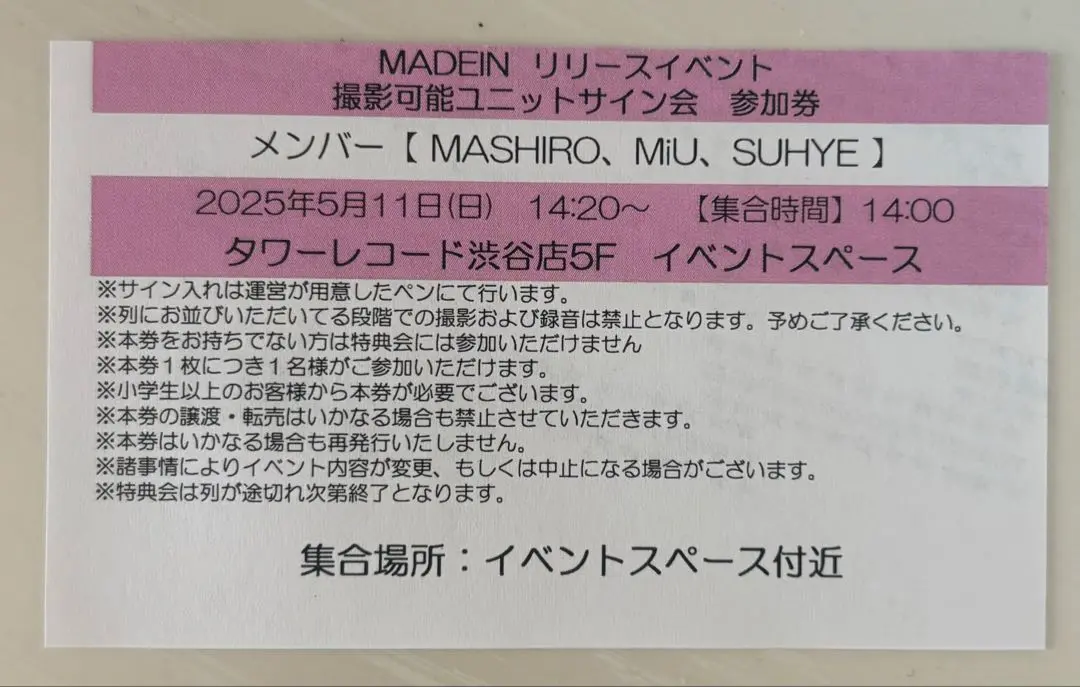 MADEIN リリースイベント
撮影可能ユニットサイン会 参加券
メンバー【 MASHIRO、MiU、SUHYE 】
2025年5月11日(日) 14:20～ 【集合時間】14:00
タワーレコード渋谷店5F イベントスペース
※サイン入れは運営が用意したペンにて行います。
※列にお並びいただいてる段階での撮影および録音は禁止となります。予めご了承ください。
※本券をお持ちでない方は特典会には参加いただけません
※本券１枚につき１名様がご参加いただけます。
※小学生以上のお客様から本券が必要でございます。
※本券の譲渡・転売はいかなる場合も禁止させていただきます。
※本券はいかなる場合も再発行いたしません。
※諸事情によりイベント内容が変更、もしくは中止になる場合がございます。
※特典会は列が途切れ次第終了となります。
集合場所：イベントスペース付近